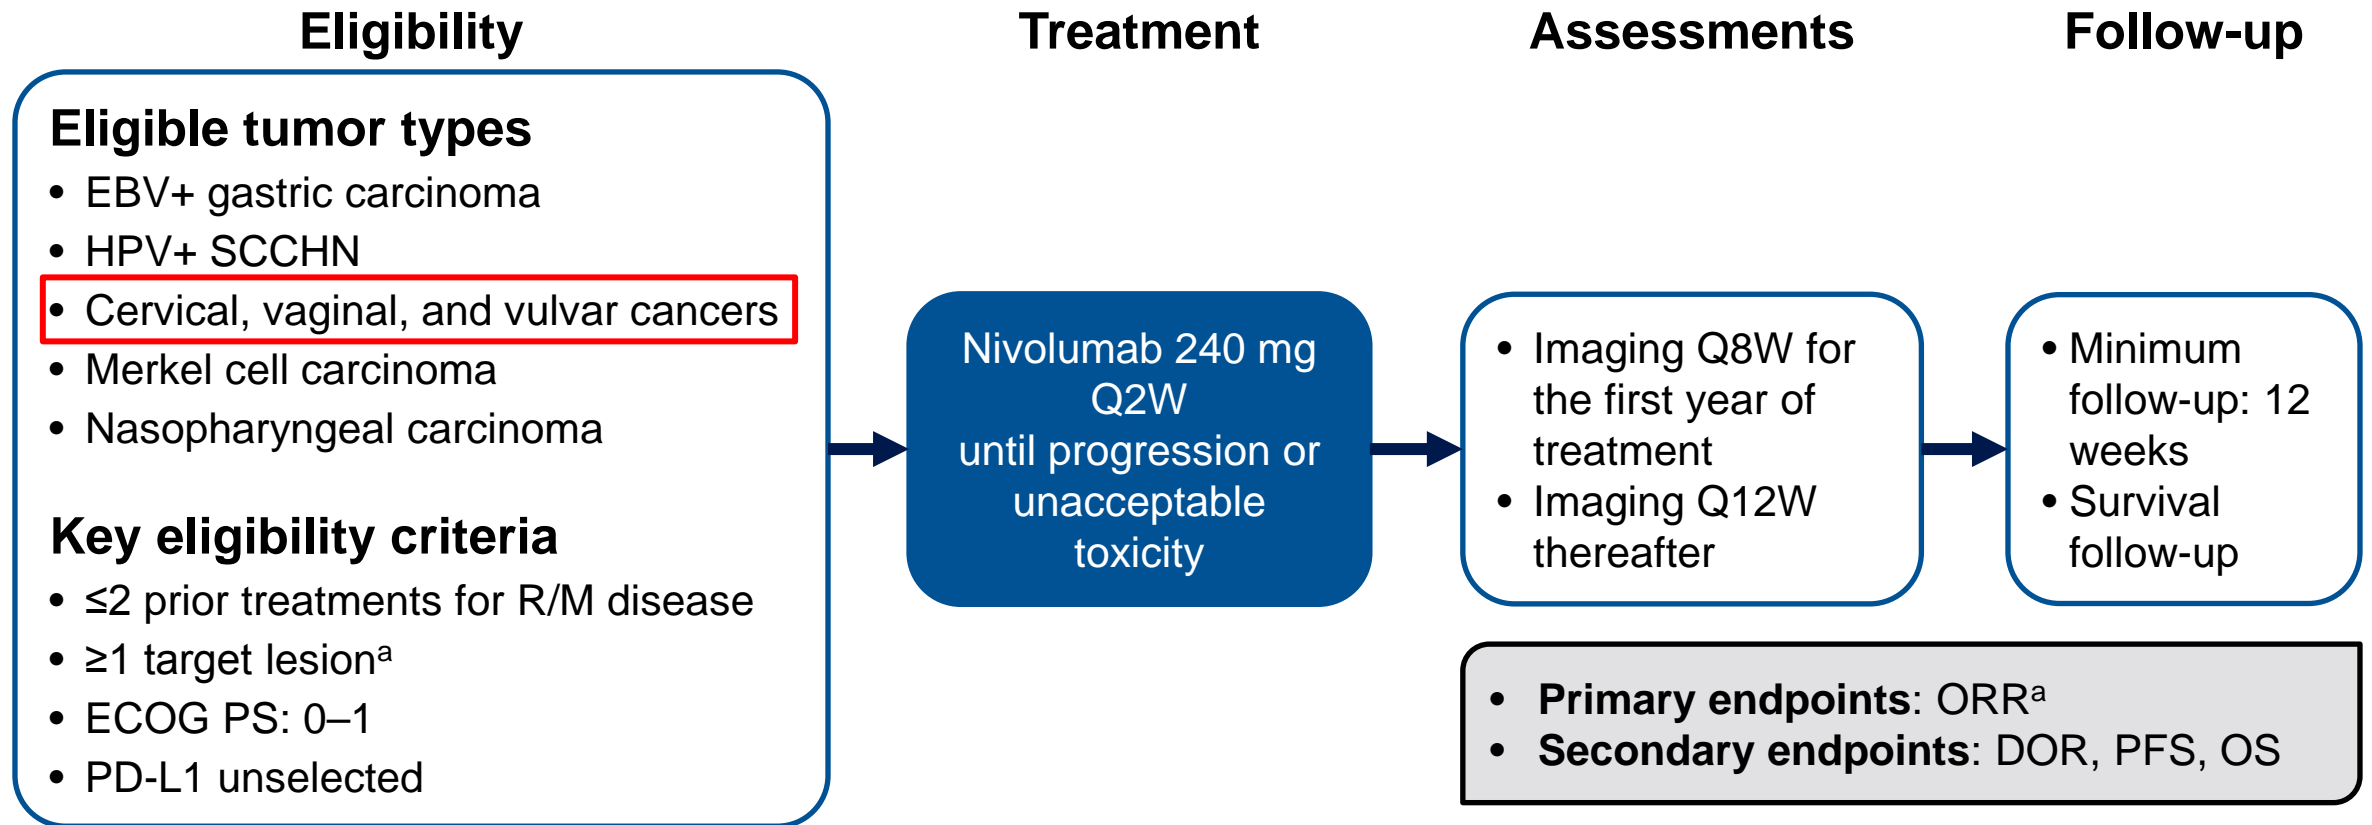 Eligibility
Treatment
Assessments
Follow-up
Eligible tumor types
• EBV+ gastric carcinoma
• HPV+ SCCHN
• Cervical, vaginal, and vulvar cancers
• Merkel cell carcinoma
• Nasopharyngeal carcinoma
Key eligibility criteria
• ≤2 prior treatments for R/M disease
• ≥1 target lesionᵃ
• ECOG PS: 0–1
• PD-L1 unselected
Nivolumab 240 mg
Q2W
until progression or
unacceptable
toxicity
• Imaging Q8W for
the first year of
treatment
• Imaging Q12W
thereafter
• Minimum
follow-up: 12
weeks
• Survival
follow-up
• Primary endpoints: ORRᵃ
• Secondary endpoints: DOR, PFS, OS